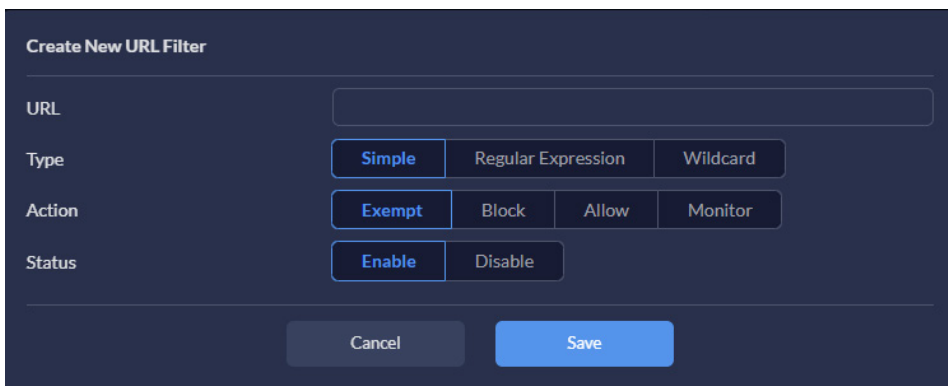 Create New URL Filter
URL
Type Simple Regular Expression Wildcard
Action Exempt Block Allow Monitor
Status Enable Disable
Cancel Save